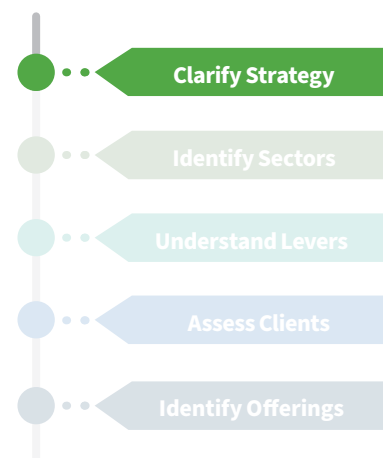 Clarify Strategy
Identify Sectors
Understand Levers
Assess Clients
Identify Offerings